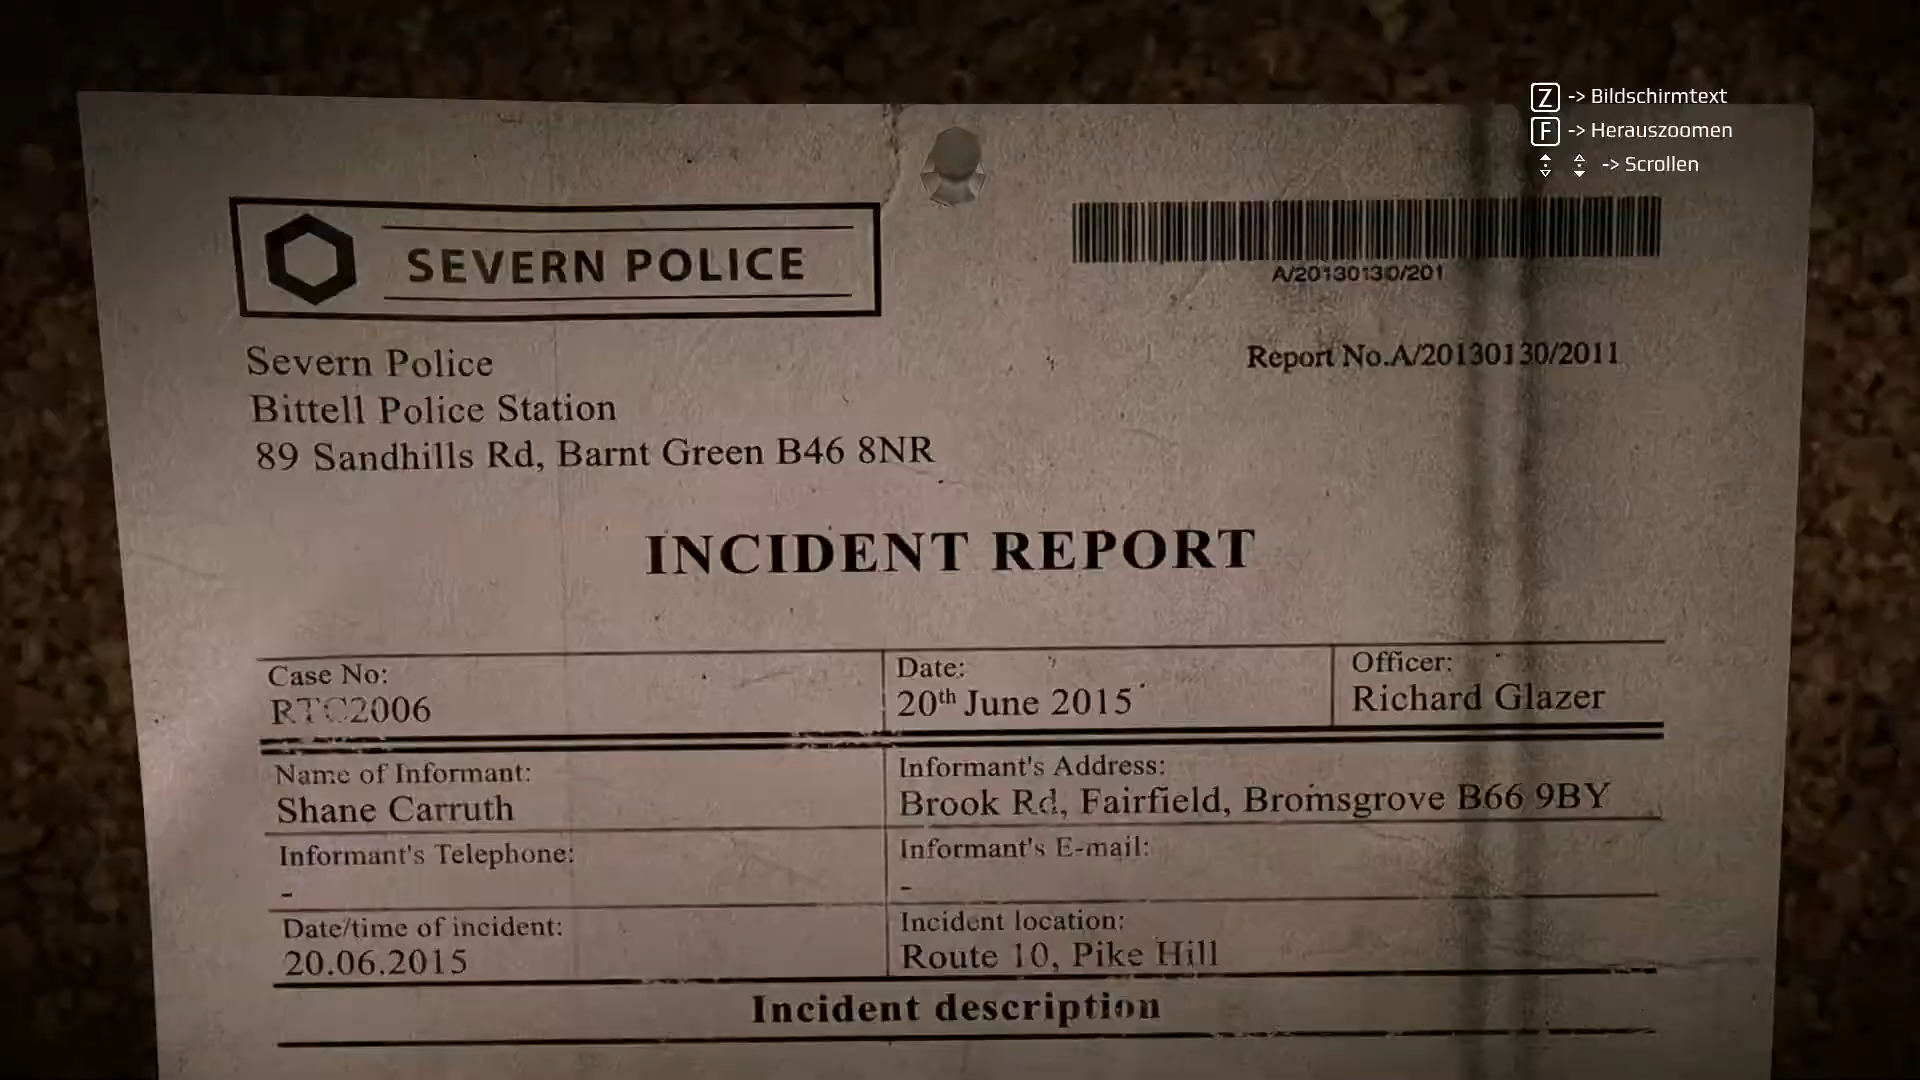 Z -> Bildschirmtext
F -> Herauszoomen
-> Scrollen
SEVERN POLICE
A/20130130/201
Severn Police
Bittell Police Station
89 Sandhills Rd, Barnt Green B46 8NR
Report No.A/20130130/2011
INCIDENT REPORT
Case No:
RTC2006
Date:
20th June 2015
Officer:
Richard Glazer
Name of Informant:
Shane Carruth
Informant's Address:
Brook Rd, Fairfield, Bromsgrove B66 9BY
Informant's Telephone:
-
Informant's E-mail:
-
Date/time of incident:
20.06.2015
Incident location:
Route 10, Pike Hill
Incident description